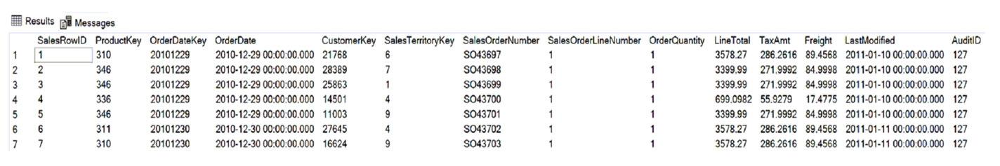 Results Messages
SalesRowID ProductKey OrderDateKey OrderDate CustomerKey SalesTerritoryKey SalesOrderNumber SalesOrderLineNumber OrderQuantity LineTotal TaxAmt Freight LastModified AuditID
1 1 310 20101229 2010-12-29 00:00:00.000 21768 6 SO43697 1 1 3578.27 286.2616 89.4568 2011-01-10 00:00:00.000 127
2 2 346 20101229 2010-12-29 00:00:00.000 28389 7 SO43698 1 1 3399.99 271.9992 84.9998 2011-01-10 00:00:00.000 127
3 3 346 20101229 2010-12-29 00:00:00.000 25863 1 SO43699 1 1 3399.99 271.9992 84.9998 2011-01-10 00:00:00.000 127
4 4 336 20101229 2010-12-29 00:00:00.000 14501 4 SO43700 1 1 699.0982 55.9279 17.4775 2011-01-10 00:00:00.000 127
5 5 346 20101229 2010-12-29 00:00:00.000 11003 9 SO43701 1 1 3399.99 271.9992 84.9998 2011-01-10 00:00:00.000 127
6 6 311 20101230 2010-12-30 00:00:00.000 27645 4 SO43702 1 1 3578.27 286.2616 89.4568 2011-01-11 00:00:00.000 127
7 7 310 20101230 2010-12-30 00:00:00.000 16624 9 SO43703 1 1 3578.27 286.2616 89.4568 2011-01-11 00:00:00.000 127